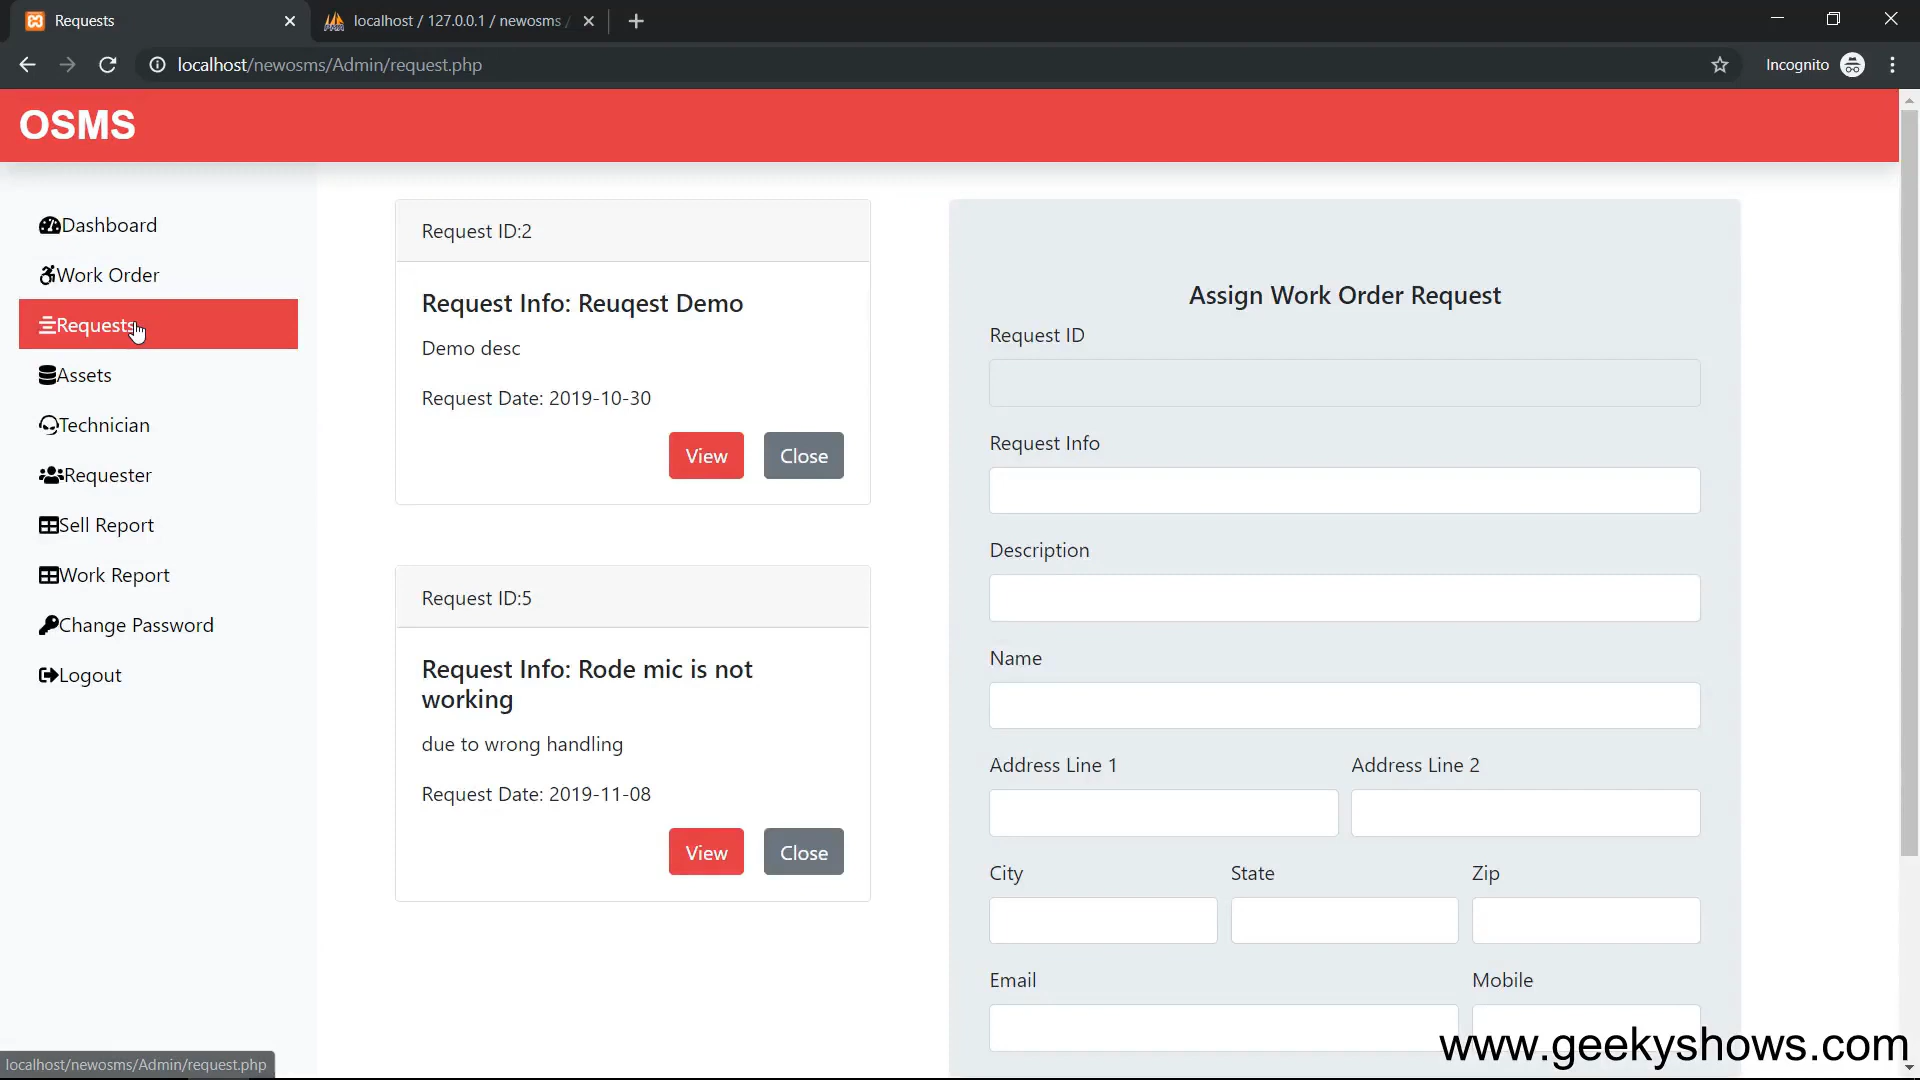 Requests
localhost / 127.0.0.1 / newosms /
localhost/newosms/Admin/request.php
Incognito
OSMS
Dashboard
Work Order
Requests
Assets
Technician
Requester
Sell Report
Work Report
Change Password
Logout
Request ID:2
Request Info: Reuqest Demo
Demo desc
Request Date: 2019-10-30
View Close
Request ID:5
Request Info: Rode mic is not
working
due to wrong handling
Request Date: 2019-11-08
View Close
Assign Work Order Request
Request ID
Request Info
Description
Name
Address Line 1 Address Line 2
City State Zip
Email Mobile
www.geekyshows.com
localhost/newosms/Admin/request.php